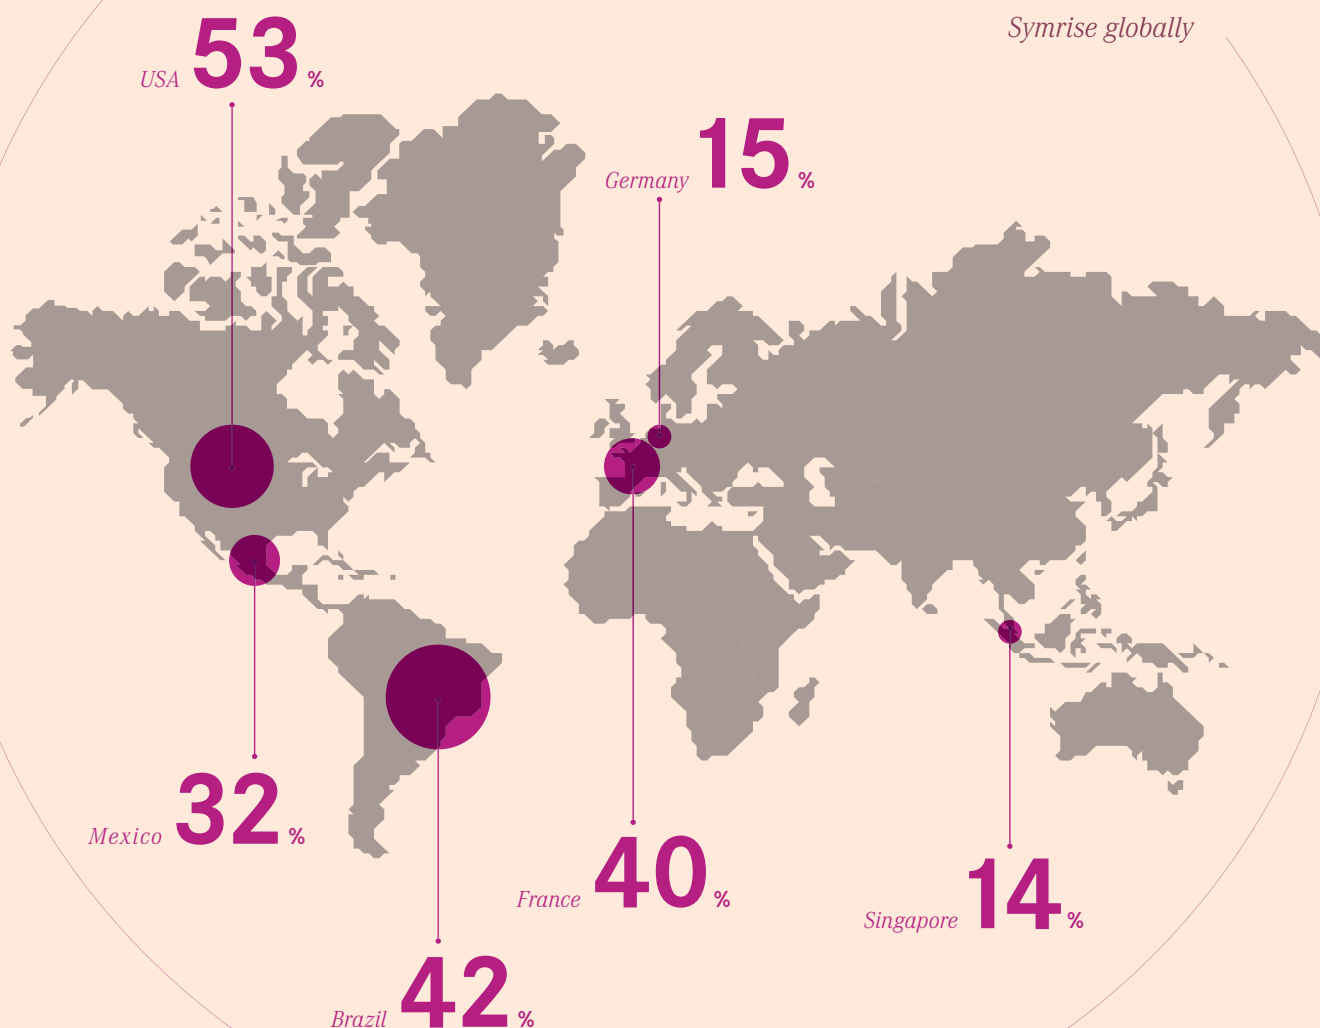 Symrise globally
USA 53 %
Germany 15 %
Mexico 32 %
France 40 %
Singapore 14 %
Brazil 42 %